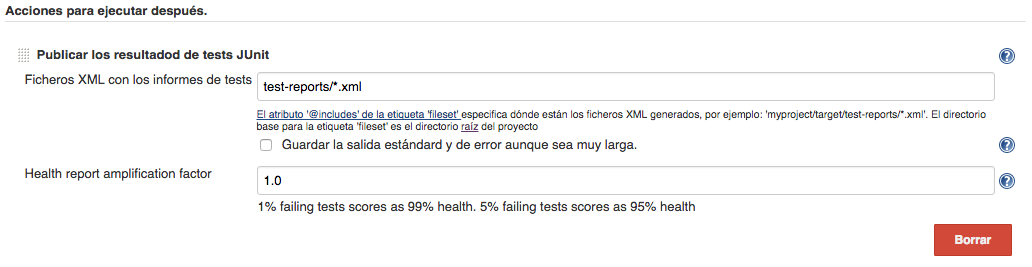 Acciones para ejecutar después.
Publicar los resultadod de tests JUnit
Ficheros XML con los informes de tests
test-reports/*.xml
El atributo '@includes' de la etiqueta 'fileset' especifica dónde están los ficheros XML generados, por ejemplo: 'myproject/target/test-reports/*.xml'. El directorio
base para la etiqueta 'fileset' es el directorio raíz del proyecto
Guardar la salida estándard y de error aunque sea muy larga.
Health report amplification factor
1.0
1% failing tests scores as 99% health. 5% failing tests scores as 95% health
Borrar